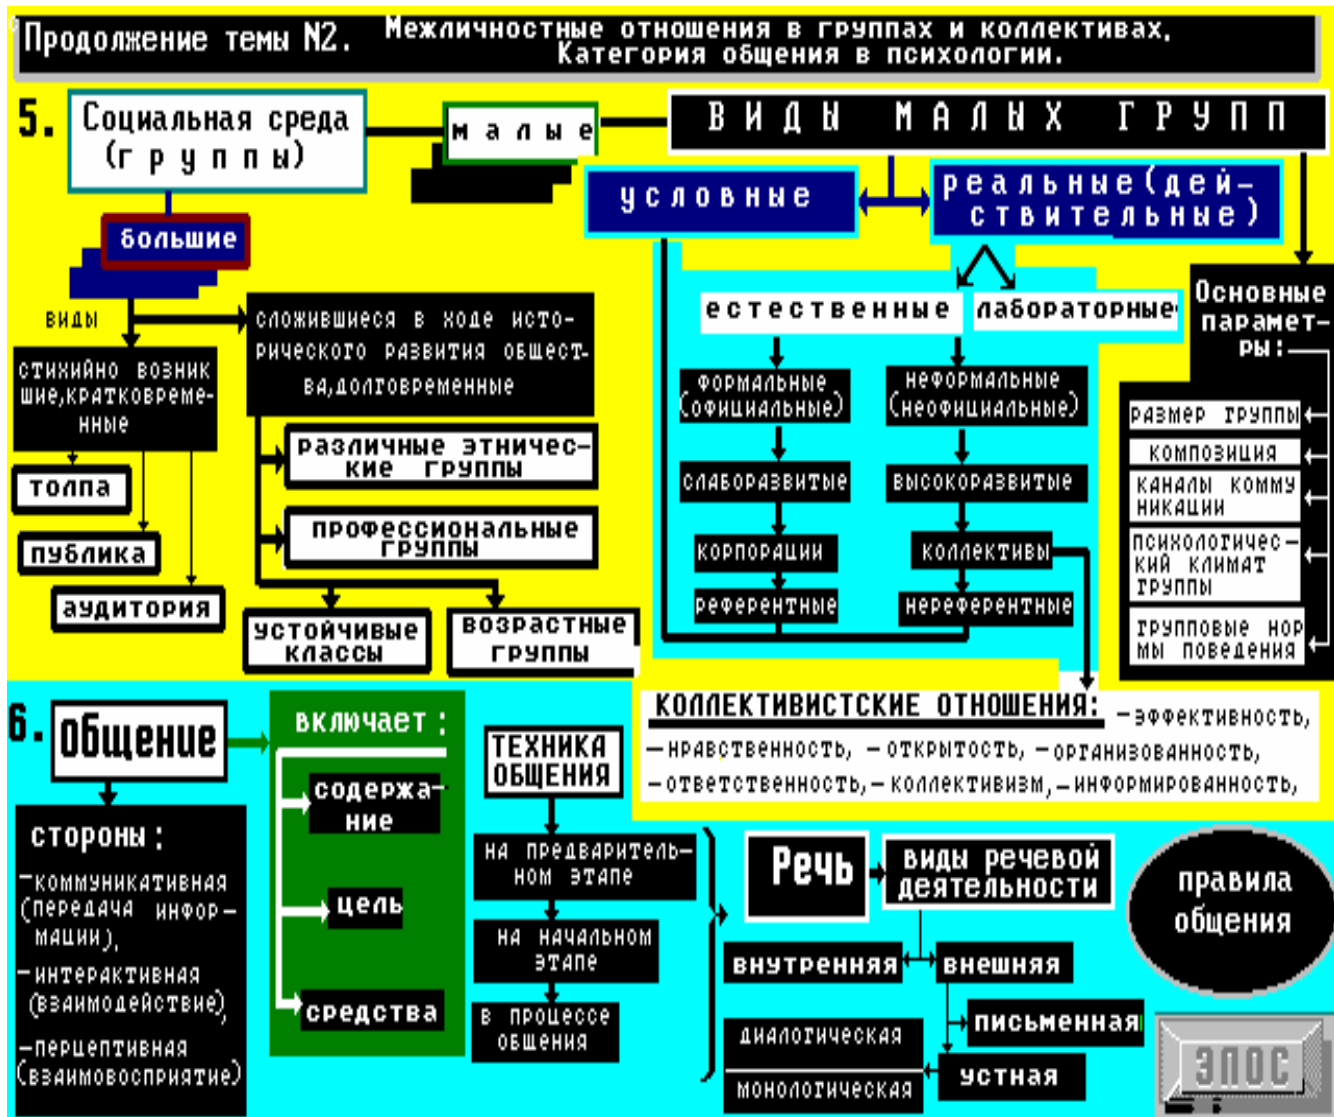 Продолжение темы N2.
Межличностные отношения в группах и коллективах.
Категория общения в психологии.
5.
Социальная среда
(группы)
малые
ВИДЫ МАЛЫХ ГРУПП
условные
реальные(дей-
ствительные)
большие
виды
сложившиеся в ходе исто-
рического развития общест-
ва,долговременные
стихийно возник
шие,кратковреме-
нные
толпа
публика
аудитория
различные этничес-
кие группы
профессиональные
группы
устойчивые
классы
возрастные
группы
естественные
лабораторные
формальные
(официальные)
неформальные
(неофициальные)
слаборазвитые
высокоразвитые
корпорации
коллективы
референтные
нереферентные
Основные
парамет-
ры:
размер группы
композиция
каналы комму
никации
психологичес-
кий климат
группы
групповые нор
мы поведения
КОЛЛЕКТИВИСТСКИЕ ОТНОШЕНИЯ: -эффективность,
-нравственность, -открытость, -организованность,
-ответственность,-коллективизм,-информированность,
6.
Общение
включает:
содержа-
ние
цель
средства
стороны:
-коммуникативная
(передача инфор-
мации),
-интерактивная
(взаимодействие),
-перцептивная
(взаимовосприятие)
ТЕХНИКА
ОБЩЕНИЯ
на предваритель-
ном этапе
на начальном
этапе
в процессе
общения
Речь
виды речевой
деятельности
внутренняя
внешняя
письменная
устная
диалогическая
монологическая
правила
общения
ЭПОС